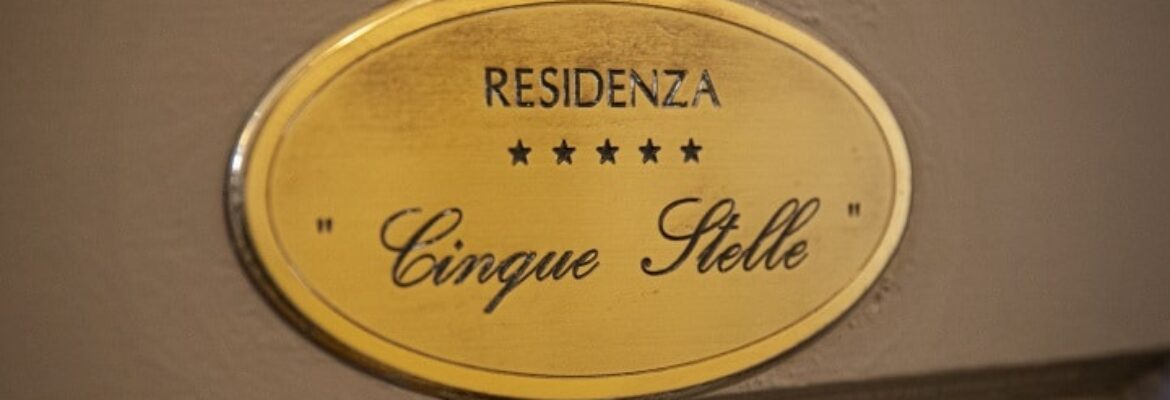 RESIDENZA
★★★★★
" Cinque Stelle "